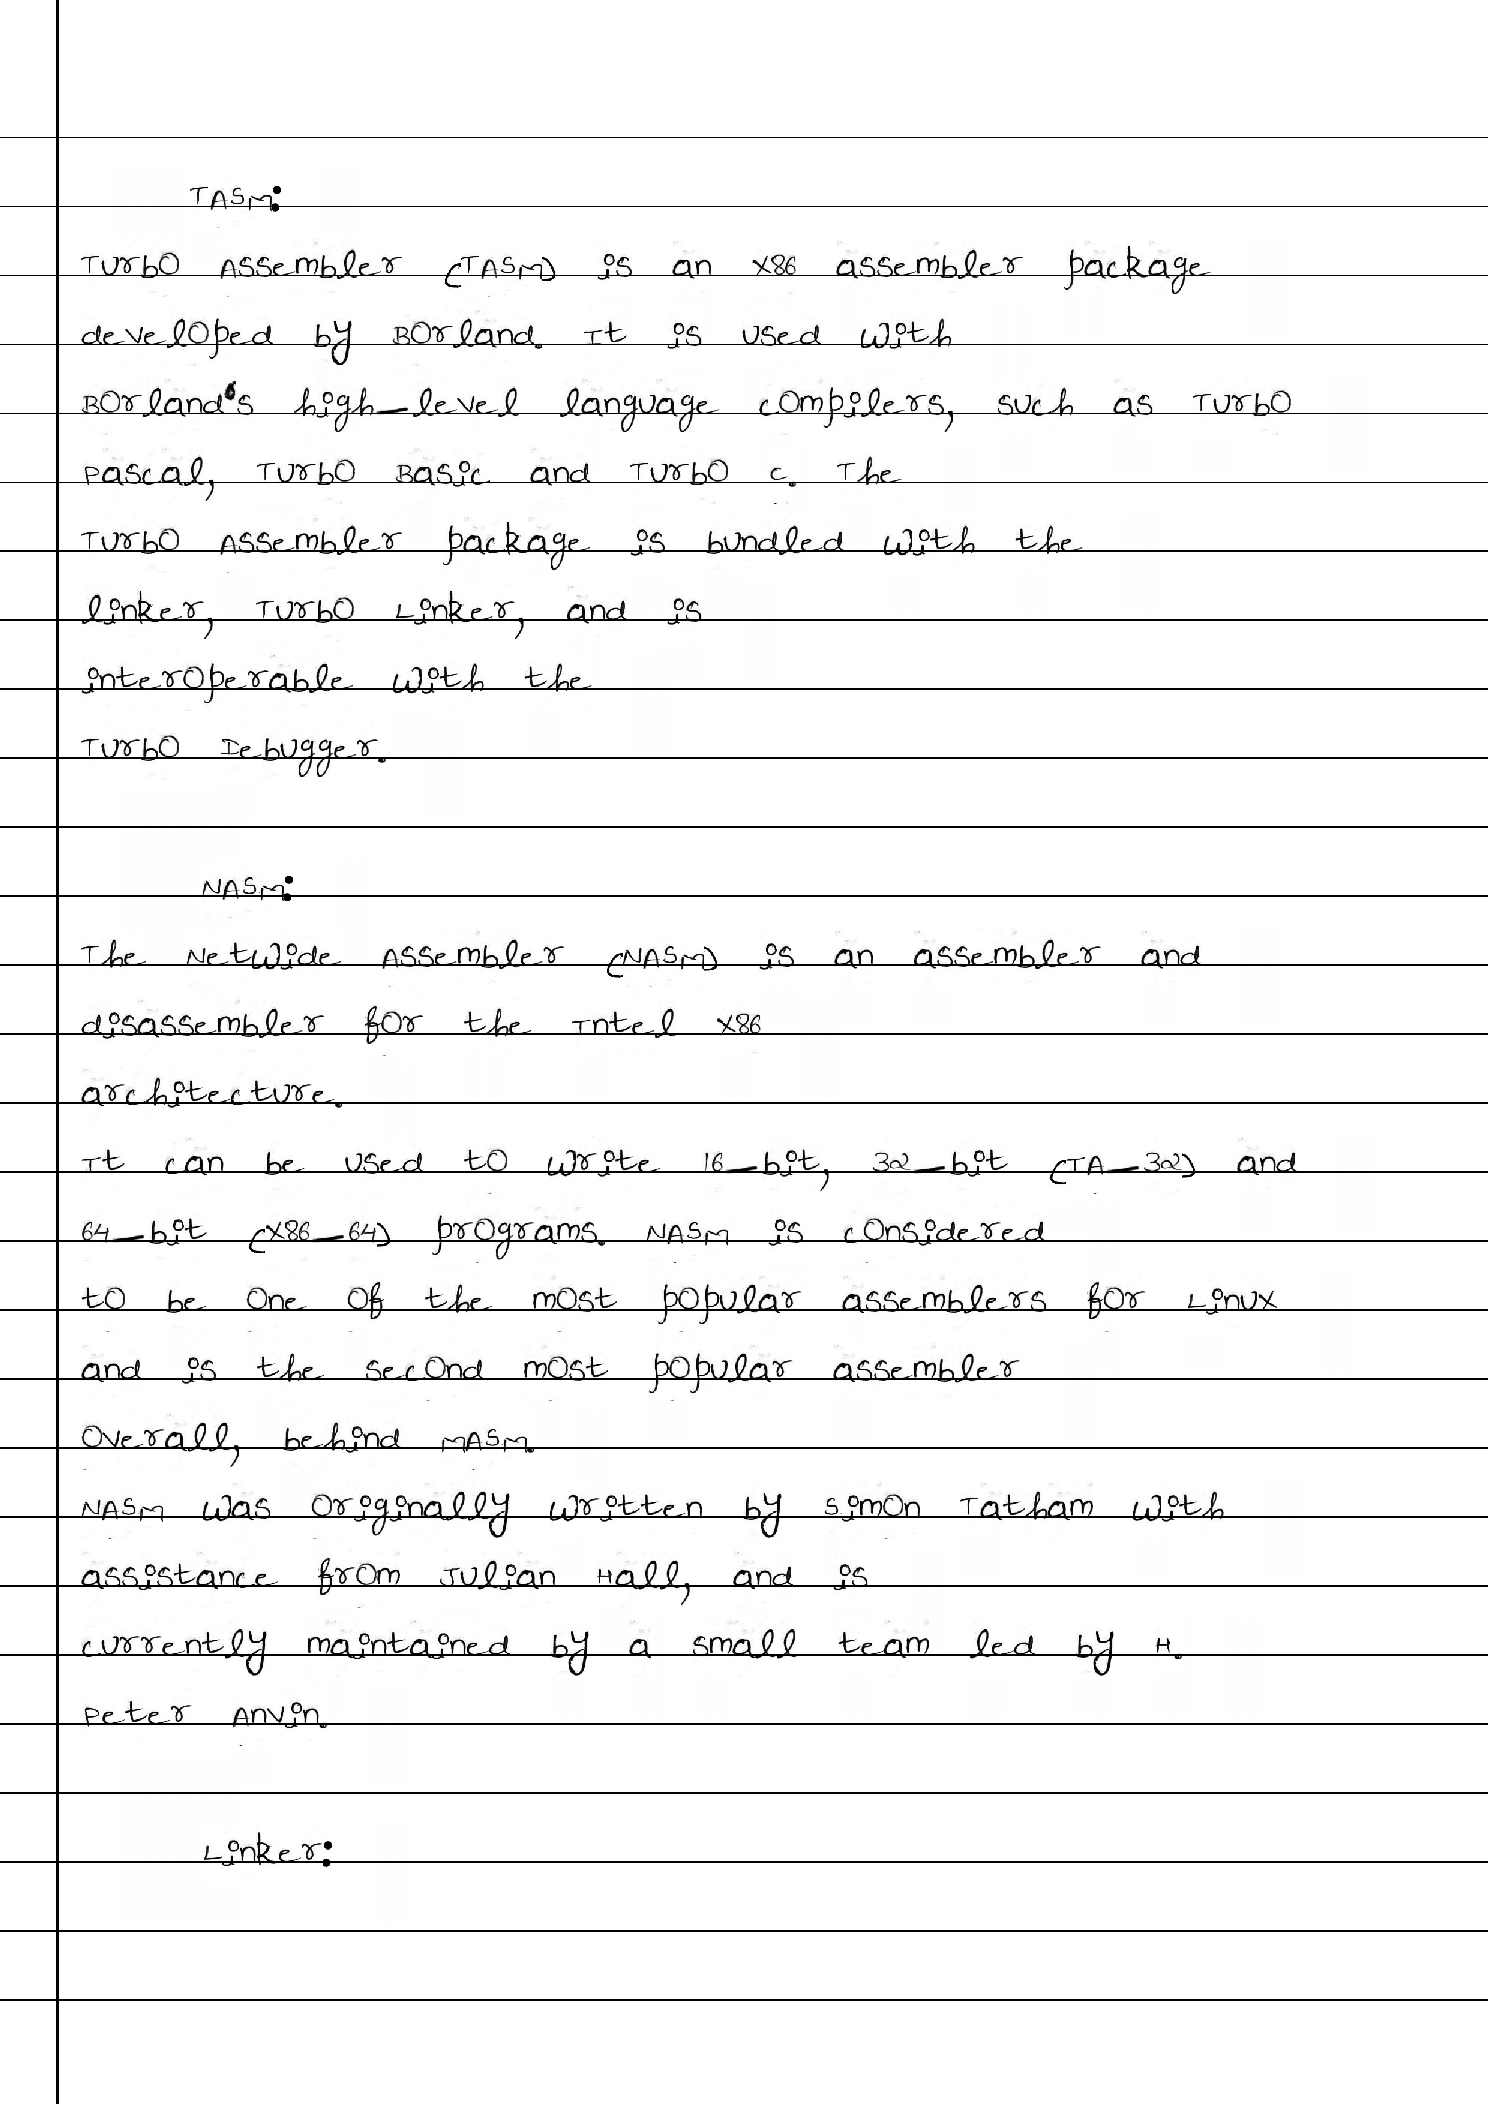 TASM:
Turbo Assembler (TASM) is an x86 assembler package
developed by Borland. It is used with
Borland's high-level language compilers, such as Turbo
Pascal, Turbo Basic and Turbo C. The
Turbo Assembler package is bundled with the
linker, Turbo Linker, and is
interoperable with the
Turbo Debugger.
NASM:
The Netwide Assembler (NASM) is an assembler and
disassembler for the Intel x86
architecture.
It can be used to write 16-bit, 32-bit (IA-32) and
64-bit (x86-64) programs. NASM is considered
to be one of the most popular assemblers for Linux
and is the second most popular assembler
overall, behind MASM.
NASM was originally written by Simon Tatham with
assistance from Julian Hall, and is
currently maintained by a small team led by H.
Peter Anvin.
Linker: